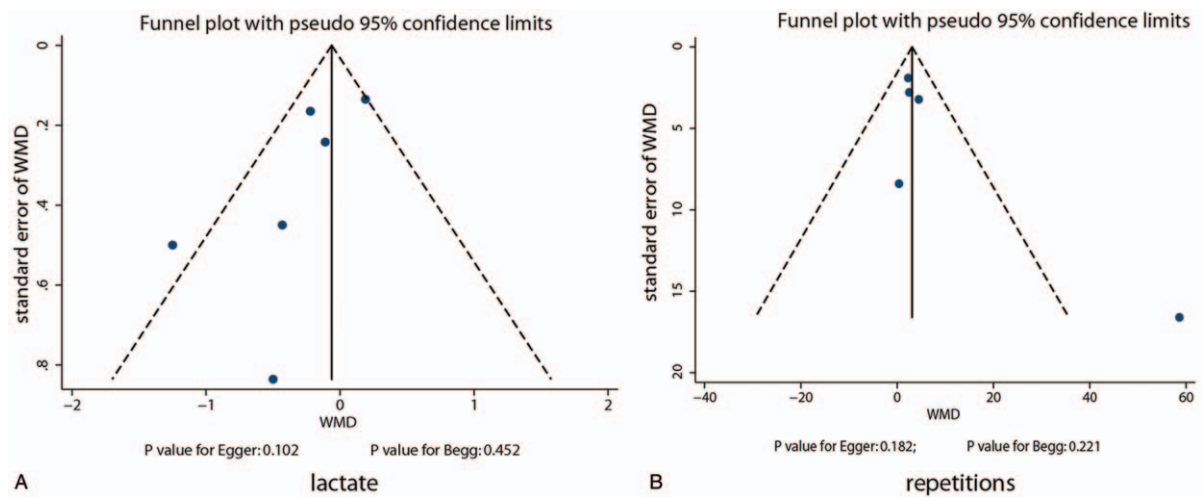 Funnel plot with pseudo 95% confidence limits
standard error of WMD
0
.2
.4
.6
.8
−2
−1
0
1
2
WMD
P value for Egger: 0.102 P value for Begg: 0.452
A
lactate
Funnel plot with pseudo 95% confidence limits
standard error of WMD
0
5
10
15
20
−40
−20
0
20
40
60
WMD
P value for Egger: 0.182; P value for Begg: 0.221
B
repetitions